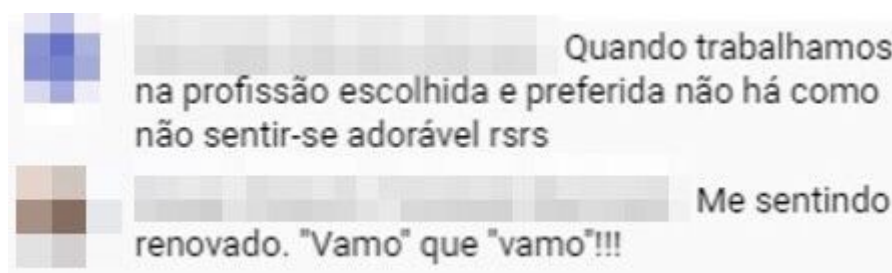 Quando trabalhamos
na profissão escolhida e preferida não há como
não sentir-se adorável rsrs
Me sentindo
renovado. "Vamo" que "vamo"!!!